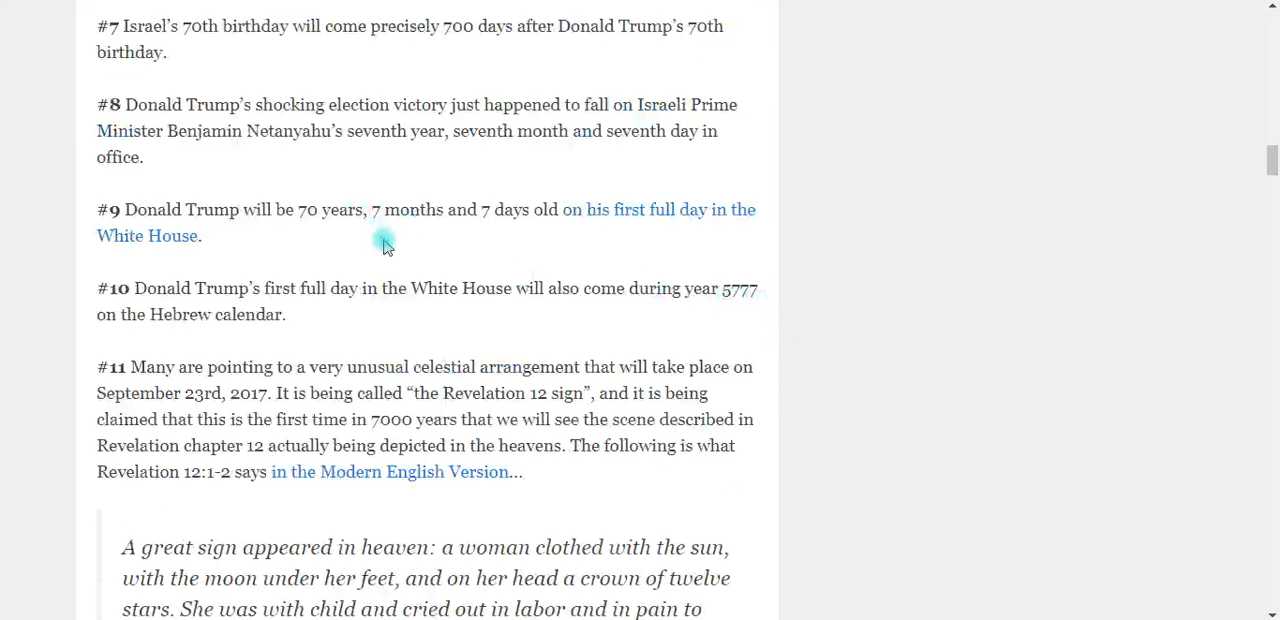 #7 Israel’s 70th birthday will come precisely 700 days after Donald Trump’s 70th
birthday.
#8 Donald Trump’s shocking election victory just happened to fall on Israeli Prime
Minister Benjamin Netanyahu’s seventh year, seventh month and seventh day in
office.
#9 Donald Trump will be 70 years, 7 months and 7 days old on his first full day in the
White House.
#10 Donald Trump’s first full day in the White House will also come during year 5777
on the Hebrew calendar.
#11 Many are pointing to a very unusual celestial arrangement that will take place on
September 23rd, 2017. It is being called “the Revelation 12 sign”, and it is being
claimed that this is the first time in 7000 years that we will see the scene described in
Revelation chapter 12 actually being depicted in the heavens. The following is what
Revelation 12:1-2 says in the Modern English Version…
A great sign appeared in heaven: a woman clothed with the sun,
with the moon under her feet, and on her head a crown of twelve
stars. She was with child and cried out in labor and in pain to